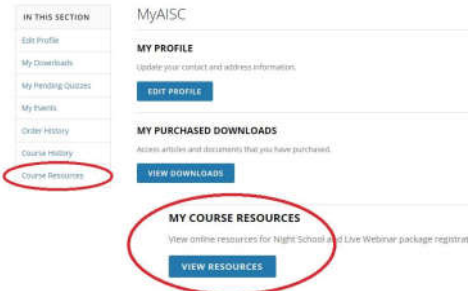 IN THIS SECTION
Edit Profile
My Downloads
My Pending Quizzes
My Events
Order History
Course History
Course Resources
MyAISC
MY PROFILE
Update your contact and address information.
EDIT PROFILE
MY PURCHASED DOWNLOADS
Access articles and documents that you have purchased.
VIEW DOWNLOADS
MY COURSE RESOURCES
View online resources for Night School and Live Webinar package registrat
VIEW RESOURCES